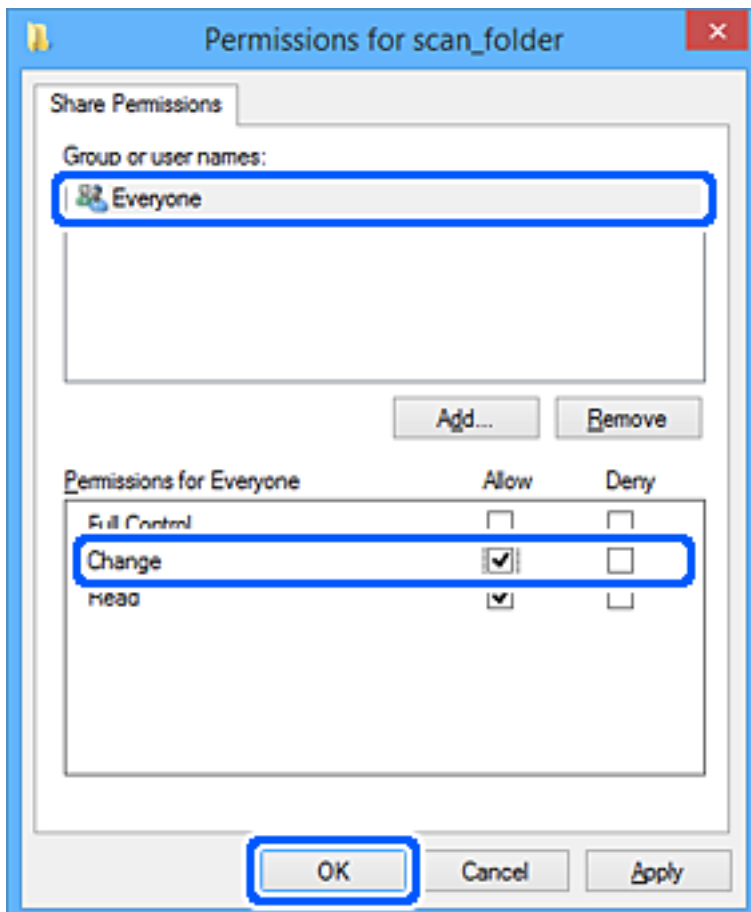 Permissions for scan_folder
Share Permissions
Group or user names:
Everyone
Add... Remove
Permissions for Everyone Allow Deny
Full Control
Change
Read
OK Cancel Apply